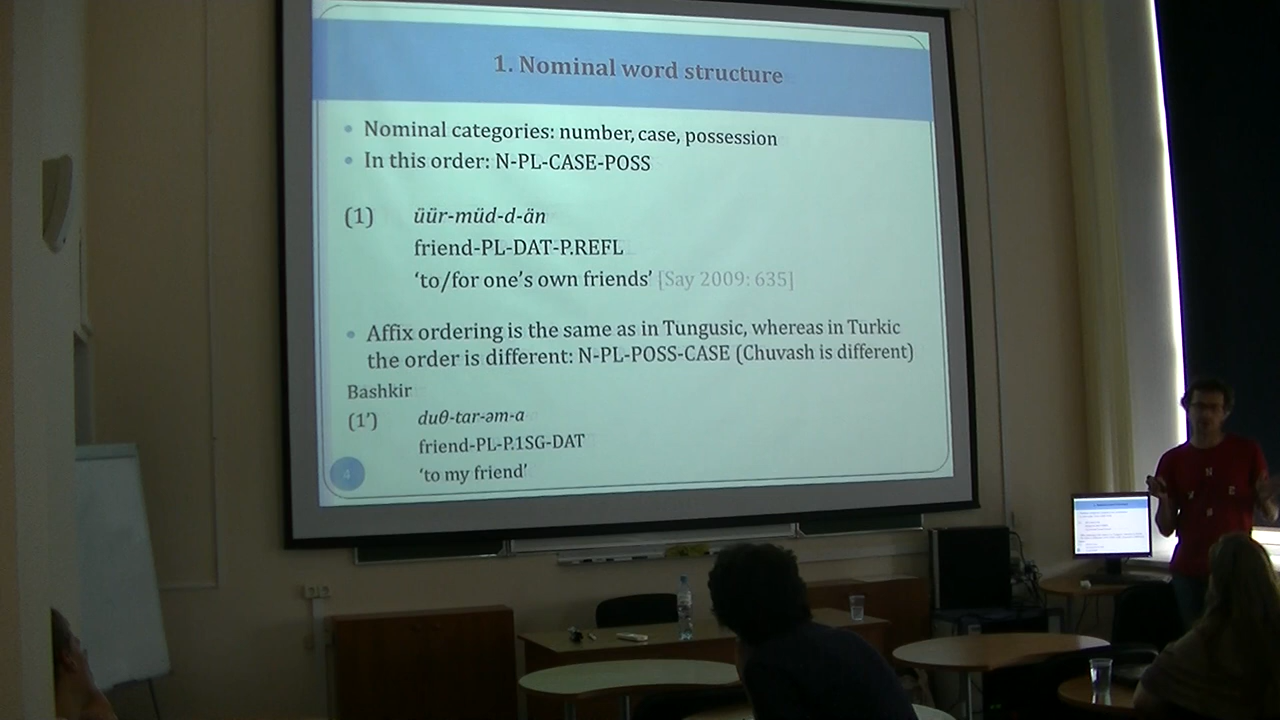 1. Nominal word structure
• Nominal categories: number, case, possession
• In this order: N-PL-CASE-POSS
(1) üür-müd-d-än
friend-PL-DAT-P.REFL
‘to/for one’s own friends’ [Say 2009: 635]
• Affix ordering is the same as in Tungusic, whereas in Turkic
the order is different: N-PL-POSS-CASE (Chuvash is different)
Bashkir
(1’) duθ-tar-əm-a
friend-PL-P.1SG-DAT
‘to my friend’
4
N
E